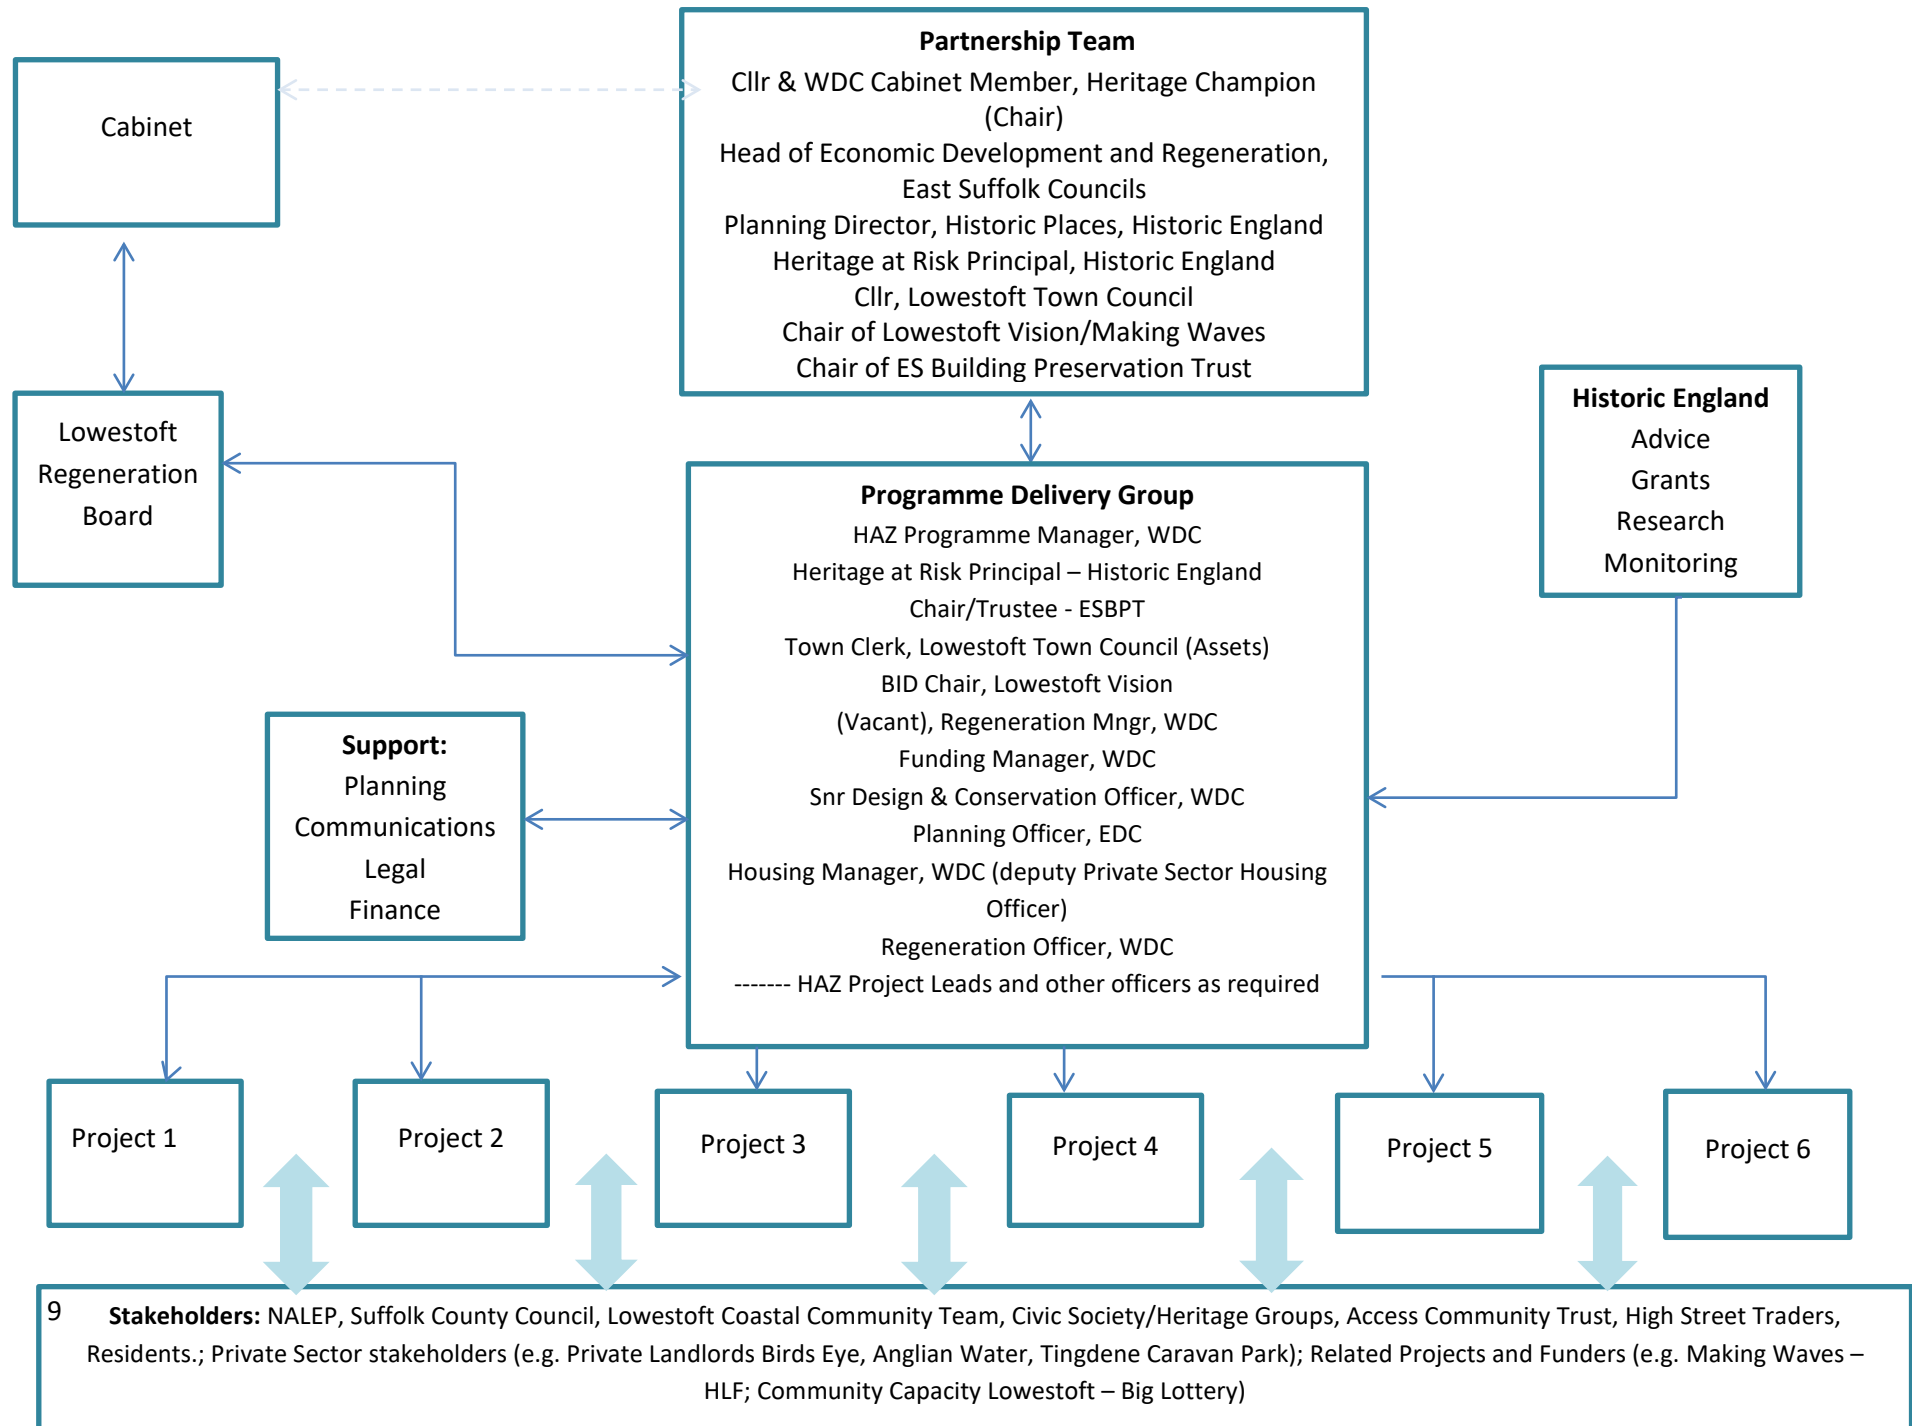 Partnership Team
Cllr & WDC Cabinet Member, Heritage Champion
(Chair)
Head of Economic Development and Regeneration,
East Suffolk Councils
Planning Director, Historic Places, Historic England
Heritage at Risk Principal, Historic England
Cllr, Lowestoft Town Council
Chair of Lowestoft Vision/Making Waves
Chair of ES Building Preservation Trust
Cabinet
Lowestoft
Regeneration
Board
Historic England
Advice
Grants
Research
Monitoring
Programme Delivery Group
HAZ Programme Manager, WDC
Heritage at Risk Principal – Historic England
Chair/Trustee - ESBPT
Town Clerk, Lowestoft Town Council (Assets)
BID Chair, Lowestoft Vision
(Vacant), Regeneration Mngr, WDC
Funding Manager, WDC
Snr Design & Conservation Officer, WDC
Planning Officer, EDC
Housing Manager, WDC (deputy Private Sector Housing
Officer)
Regeneration Officer, WDC
------- HAZ Project Leads and other officers as required
Support:
Planning
Communications
Legal
Finance
Project 1
Project 2
Project 3
Project 4
Project 5
Project 6
9
Stakeholders: NALEP, Suffolk County Council, Lowestoft Coastal Community Team, Civic Society/Heritage Groups, Access Community Trust, High Street Traders,
Residents.; Private Sector stakeholders (e.g. Private Landlords Birds Eye, Anglian Water, Tingdene Caravan Park); Related Projects and Funders (e.g. Making Waves –
HLF; Community Capacity Lowestoft – Big Lottery)